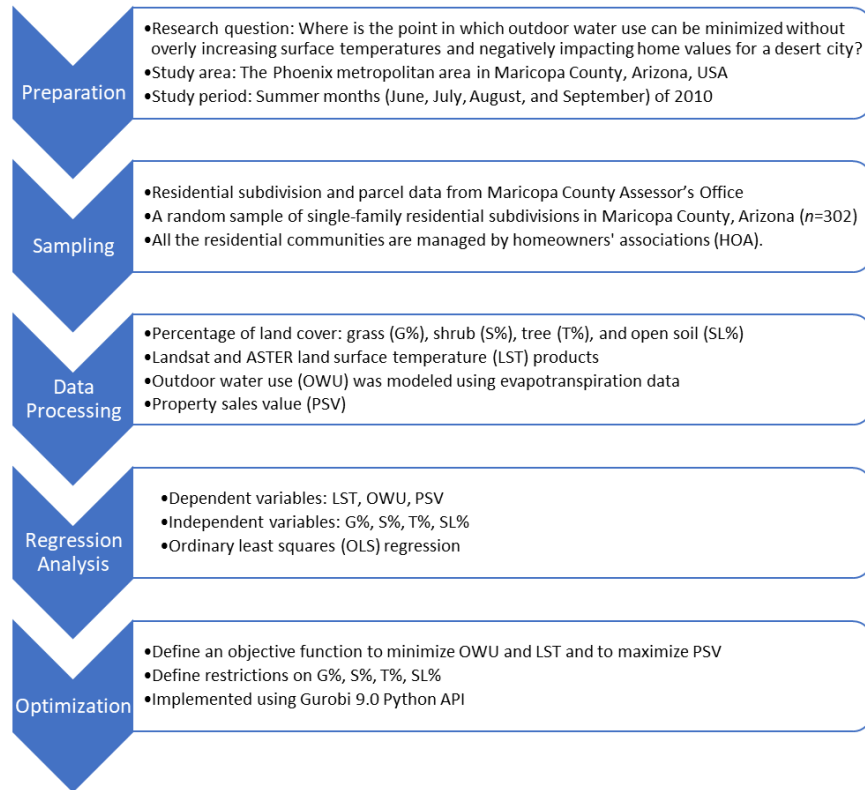 Preparation
•Research question: Where is the point in which outdoor water use can be minimized without
overly increasing surface temperatures and negatively impacting home values for a desert city?
•Study area: The Phoenix metropolitan area in Maricopa County, Arizona, USA
•Study period: Summer months (June, July, August, and September) of 2010
Sampling
•Residential subdivision and parcel data from Maricopa County Assessor's Office
•A random sample of single-family residential subdivisions in Maricopa County, Arizona (n=302)
•All the residential communities are managed by homeowners' associations (HOA).
Data
Processing
•Percentage of land cover: grass (G%), shrub (S%), tree (T%), and open soil (SL%)
•Landsat and ASTER land surface temperature (LST) products
•Outdoor water use (OWU) was modeled using evapotranspiration data
•Property sales value (PSV)
Regression
Analysis
•Dependent variables: LST, OWU, PSV
•Independent variables: G%, S%, T%, SL%
•Ordinary least squares (OLS) regression
Optimization
•Define an objective function to minimize OWU and LST and to maximize PSV
•Define restrictions on G%, S%, T%, SL%
•Implemented using Gurobi 9.0 Python API